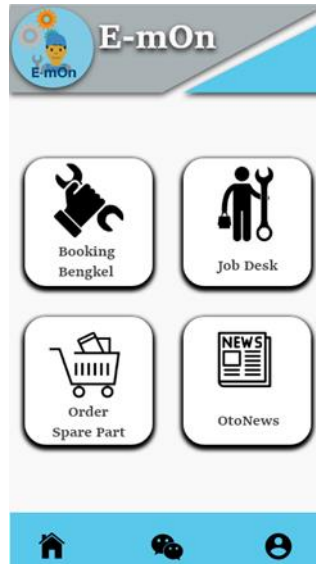 E-mOn
E-mOn
Booking
Bengkel
Job Desk
Order
Spare Part
NEWS
OtoNews